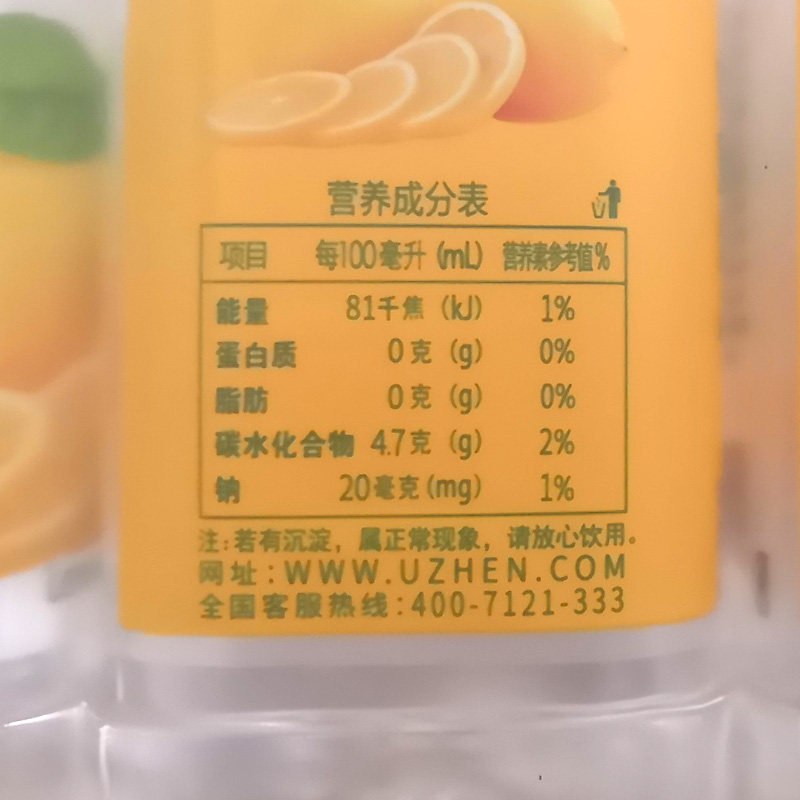 营养成分表
项目 每100毫升 (mL) 营养素参考值%
能量 81千焦 (kJ) 1%
蛋白质 0克 (g) 0%
脂肪 0克 (g) 0%
碳水化合物 4.7克 (g) 2%
钠 20毫克(mg) 1%
注:若有沉淀，属正常现象，请放心饮用。
网址:WWW.UZHEN.COM
全国客服热线:400-7121-333